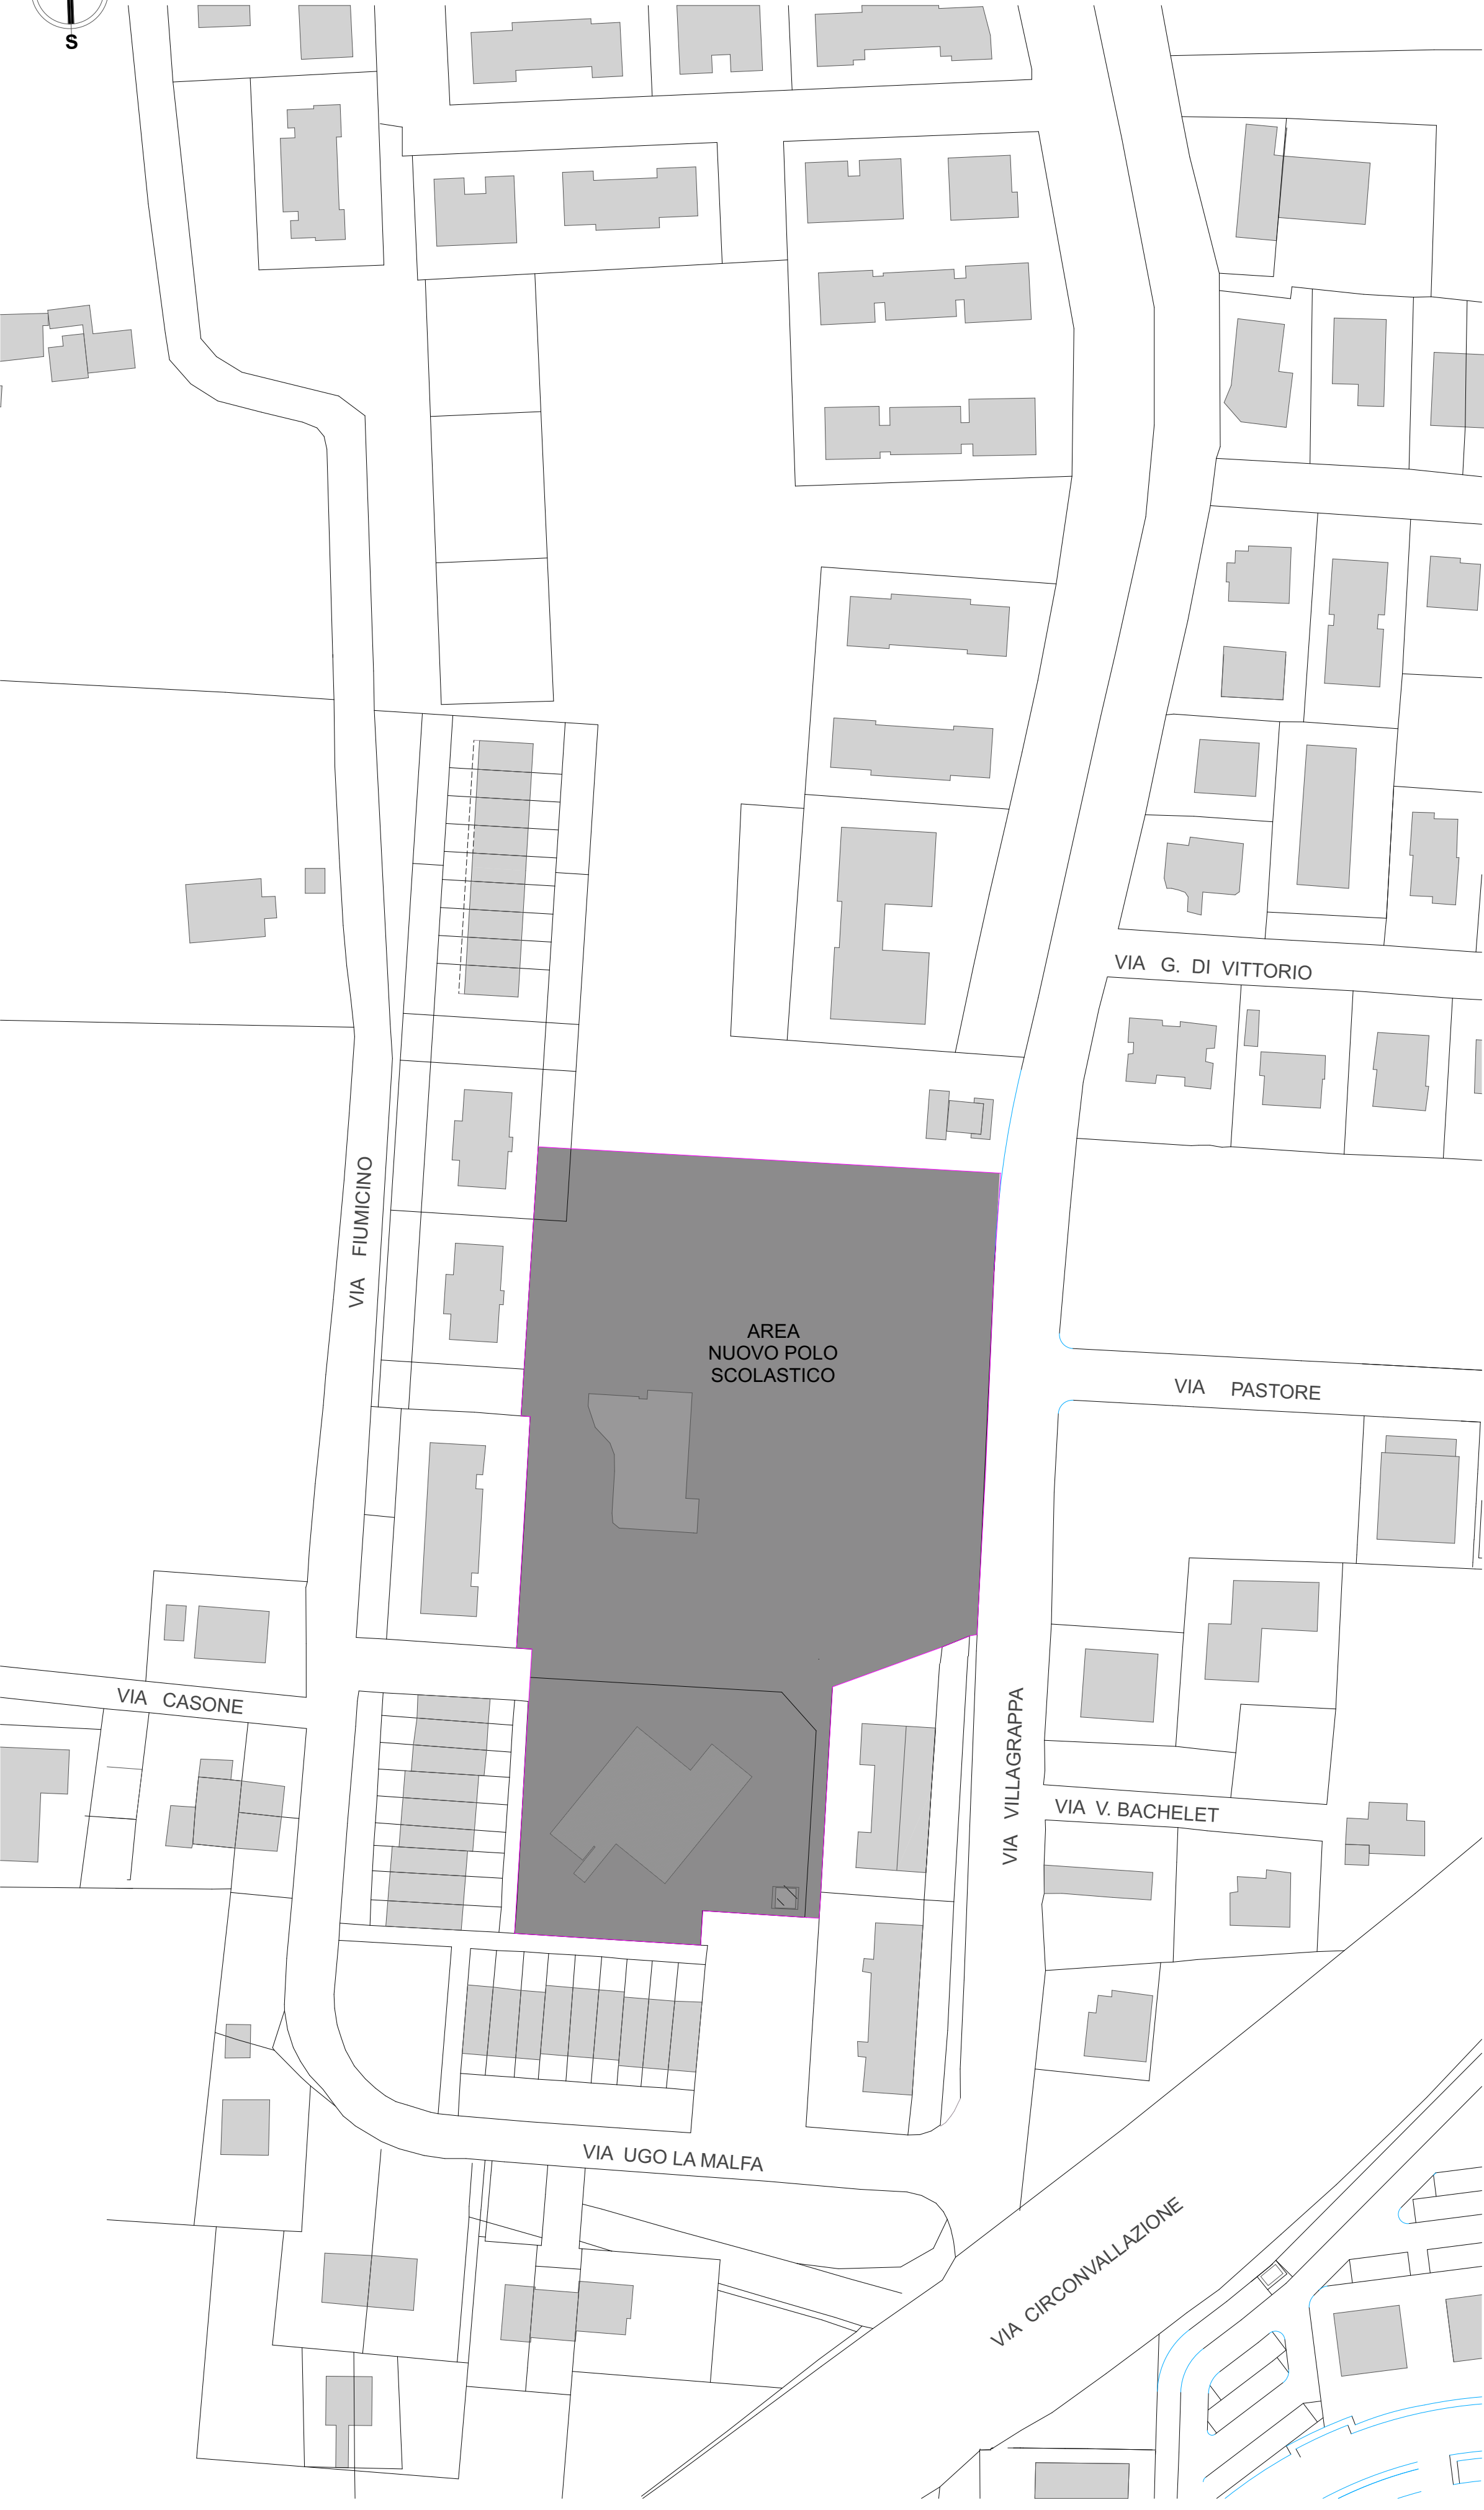 S
VIA G. DI VITTORIO
VIA FIUMICINO
AREA
NUOVO POLO
SCOLASTICO
VIA PASTORE
VIA CASONE
VIA VILLAGRAPPA
VIA V. BACHELET
VIA UGO LA MALFA
VIA CIRCONVALLAZIONE